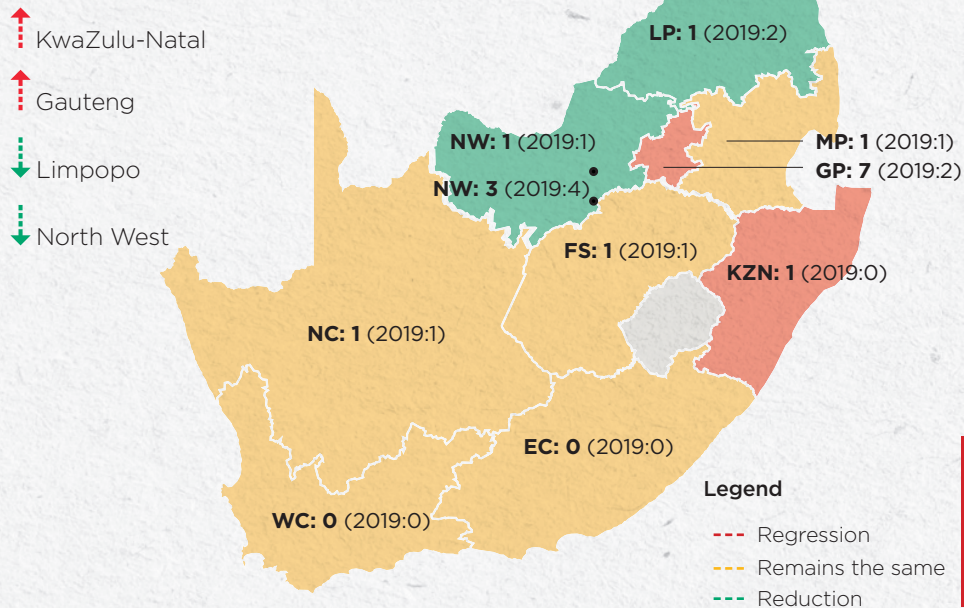 KwaZulu-Natal
Gauteng
Limpopo
North West
LP: 1 (2019:2)
NW: 1 (2019:1)
MP: 1 (2019:1)
GP: 7 (2019:2)
NW: 3 (2019:4)
FS: 1 (2019:1)
KZN: 1 (2019:0)
NC: 1 (2019:1)
EC: 0 (2019:0)
WC: 0 (2019:0)
Legend
Regression
Remains the same
Reduction